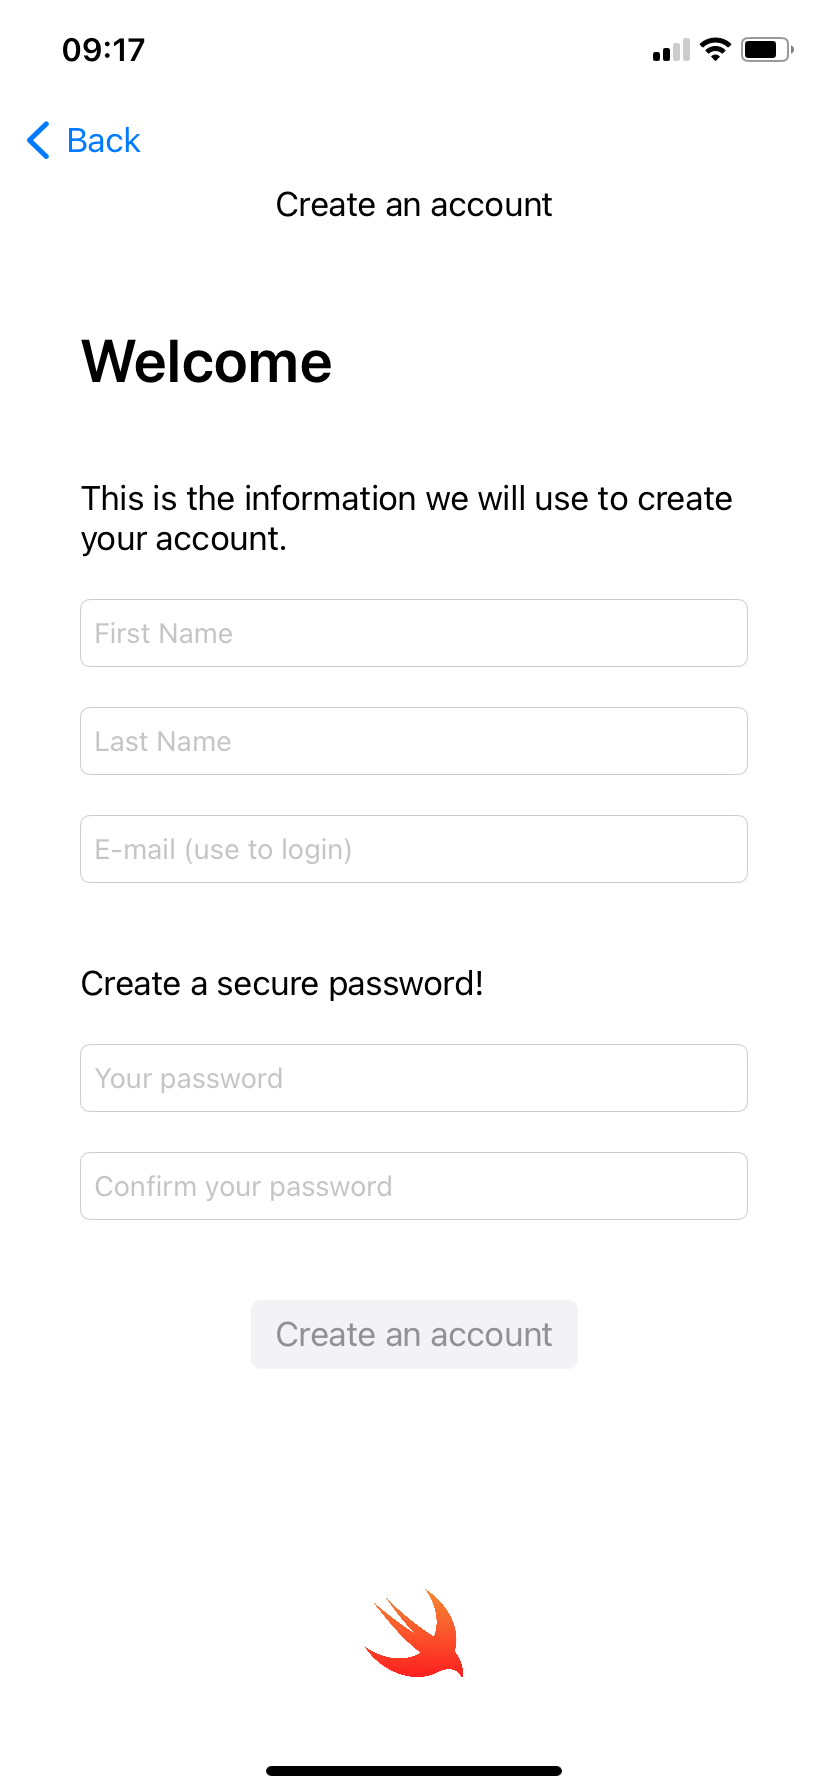 09:17
Back
Create an account
Welcome
This is the information we will use to create
your account.
First Name
Last Name
E-mail (use to login)
Create a secure password!
Your password
Confirm your password
Create an account